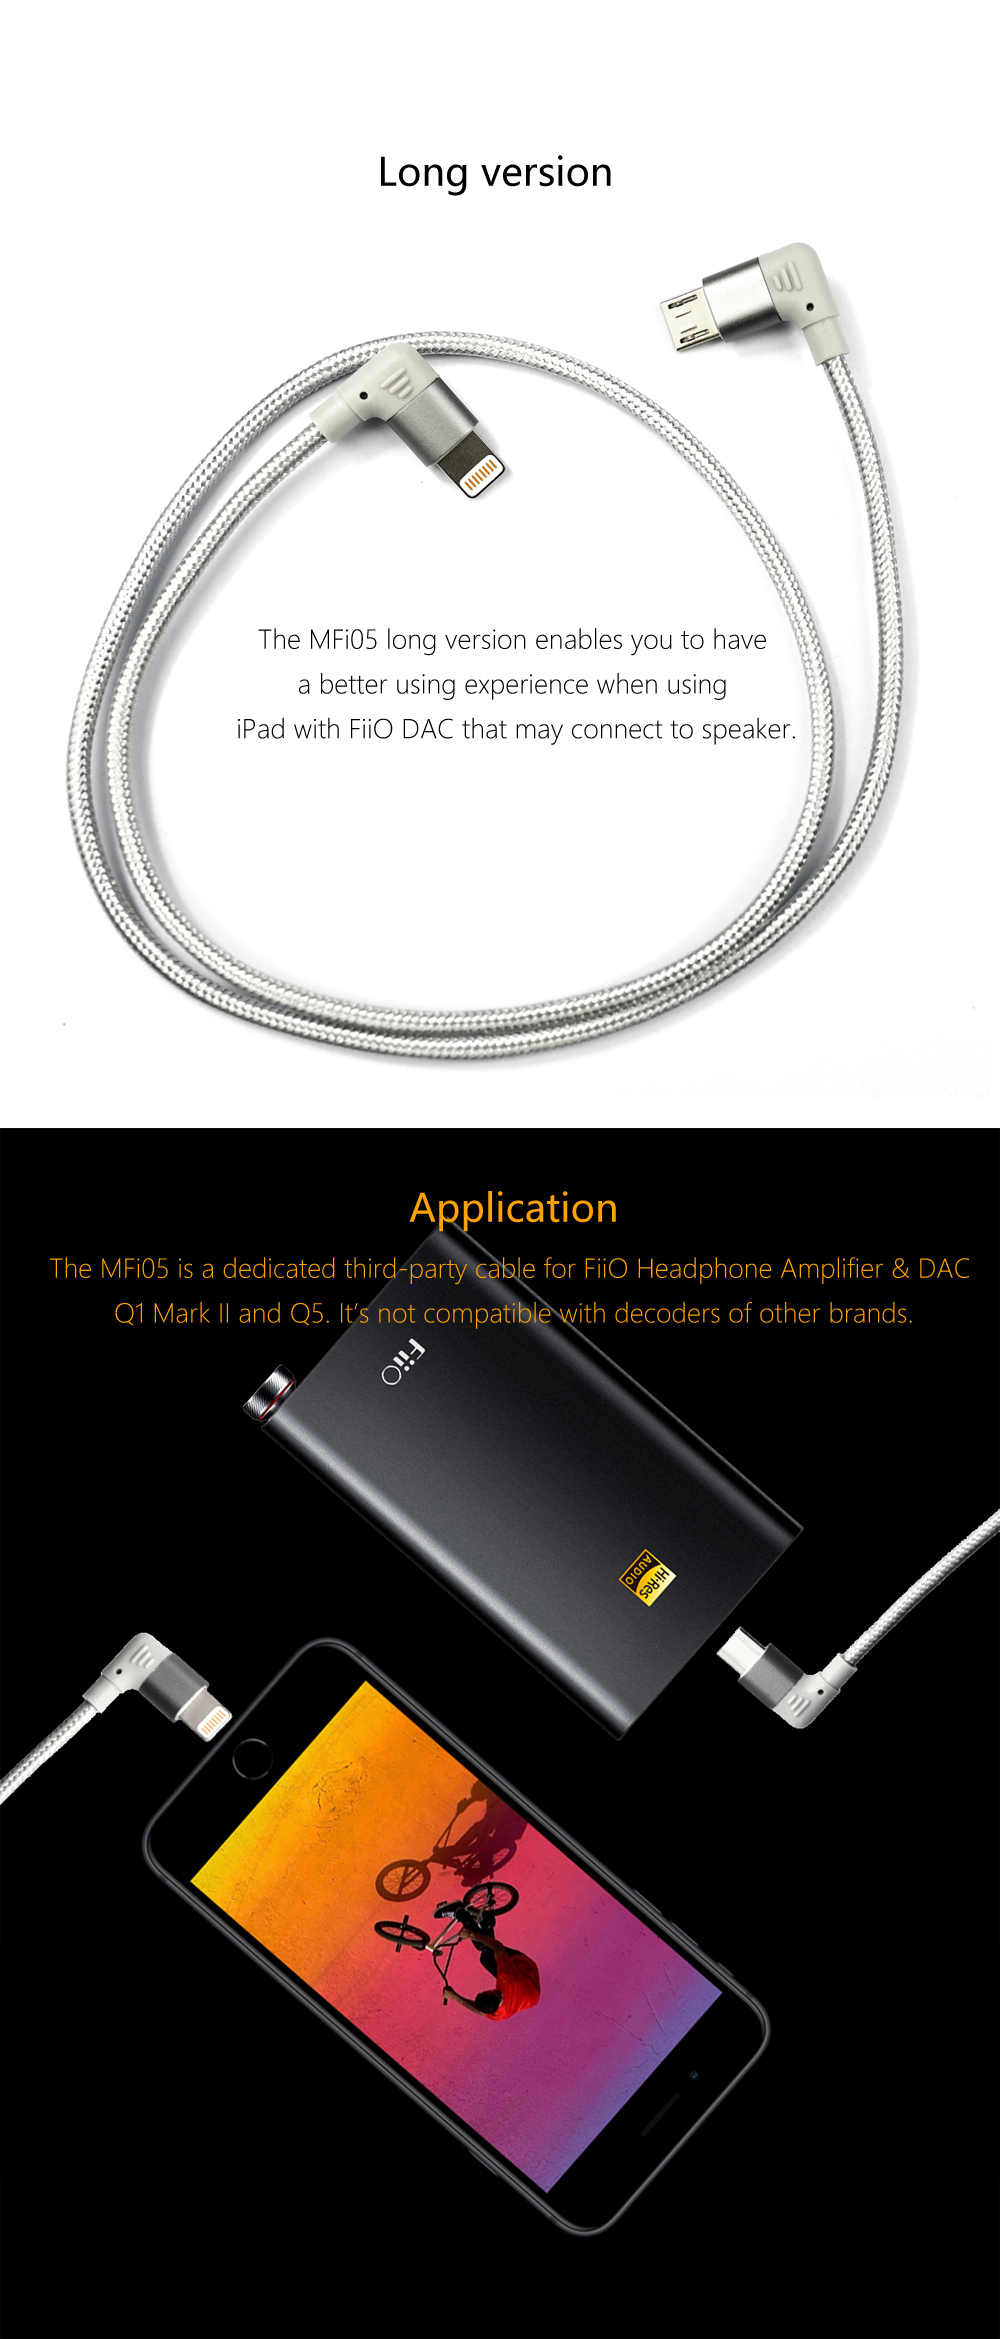 Long version
The MFi05 long version enables you to have
a better using experience when using
iPad with FiiO DAC that may connect to speaker.
Application
The MFi05 is a dedicated third-party cable for FiiO Headphone Amplifier & DAC
Q1 Mark II and Q5. It’s not compatible with decoders of other brands.
FiiO
Hi-Res
AUDIO